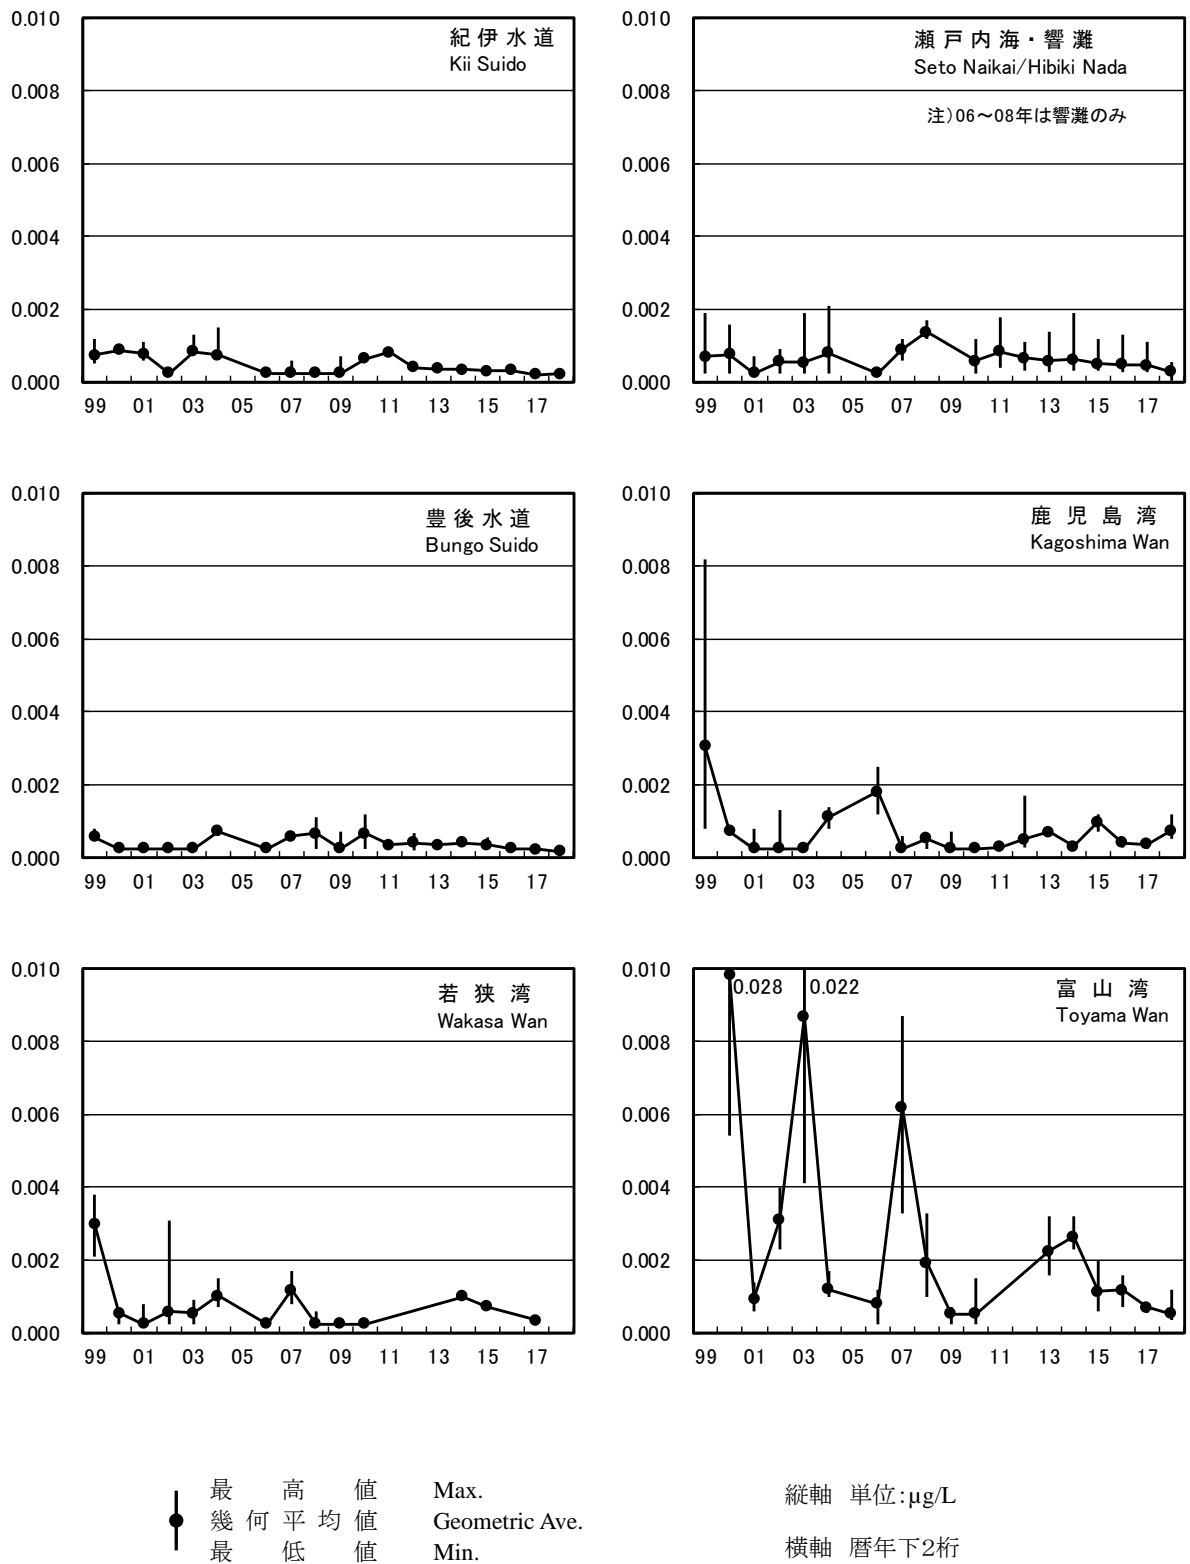 0.010
0.008
0.006
0.004
0.002
0.000
紀伊水道
Kii Suido
99 01 03 05 07 09 11 13 15 17
0.010
0.008
0.006
0.004
0.002
0.000
瀬戸内海・響灘
Seto Naikai/Hibiki Nada
注)06～08年は響灘のみ
99 01 03 05 07 09 11 13 15 17
0.010
0.008
0.006
0.004
0.002
0.000
豊後水道
Bungo Suido
99 01 03 05 07 09 11 13 15 17
0.010
0.008
0.006
0.004
0.002
0.000
鹿児島湾
Kagoshima Wan
99 01 03 05 07 09 11 13 15 17
0.010
0.008
0.006
0.004
0.002
0.000
若狭湾
Wakasa Wan
99 01 03 05 07 09 11 13 15 17
0.010
0.008
0.006
0.004
0.002
0.000
0.028 0.022
富山湾
Toyama Wan
99 01 03 05 07 09 11 13 15 17
最高値 Max.
幾何平均値 Geometric Ave.
最低値 Min.
縦軸 単位:µg/L
横軸 暦年下2桁